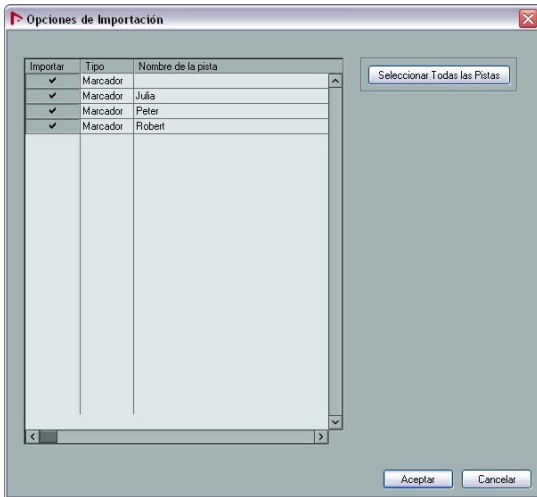 Opciones de Importación
Importar Tipo Nombre de la pista
Marcador
Marcador Julia
Marcador Peter
Marcador Robert
Seleccionar Todas las Pistas
Aceptar Cancelar